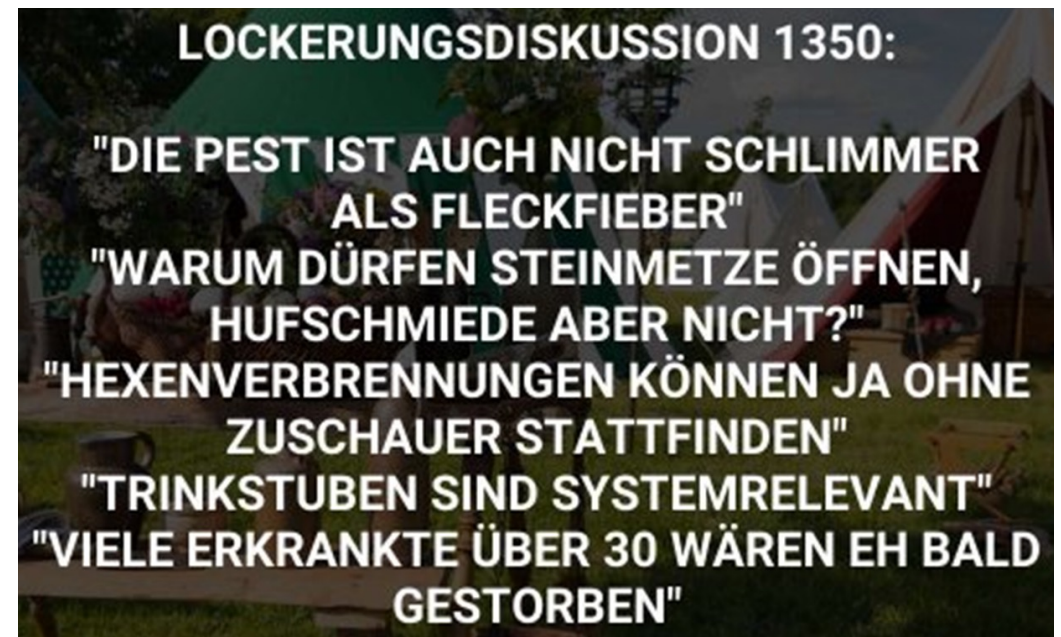 LOCKERUNGSDISKUSSION 1350:
"DIE PEST IST AUCH NICHT SCHLIMMER
ALS FLECKFIEBER"
"WARUM DÜRFEN STEINMETZE ÖFFNEN,
HUFSCHMIEDE ABER NICHT?"
"HEXENVERBRENNUNGEN KÖNNEN JA OHNE
ZUSCHAUER STATTFINDEN"
"TRINKSTUBEN SIND SYSTEMRELEVANT"
"VIELE ERKRANKTE ÜBER 30 WÄREN EH BALD
GESTORBEN"